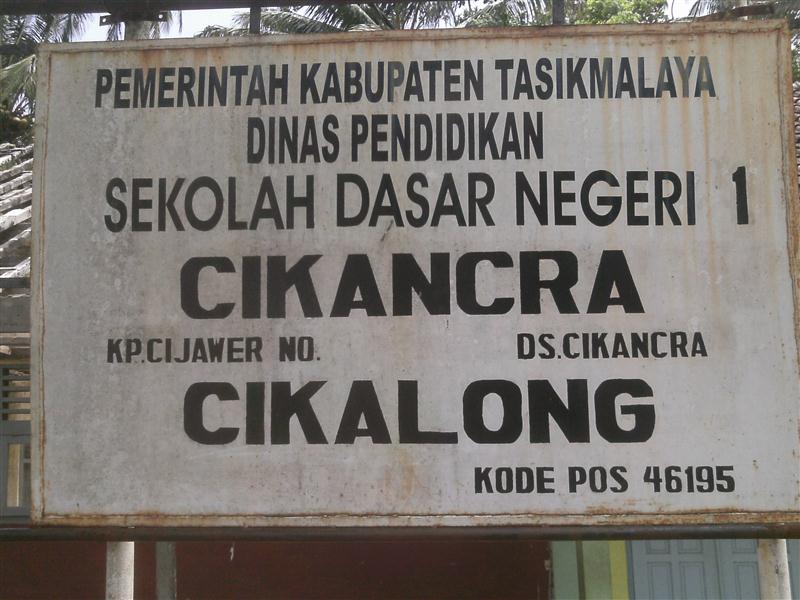 PEMERINTAH KABUPATEN TASIKMALAYA
DINAS PENDIDIKAN
SEKOLAH DASAR NEGERI 1
CIKANCRA
KP.CIJAWER NO. DS.CIKANCRA
CIKALONG
KODE POS 46195